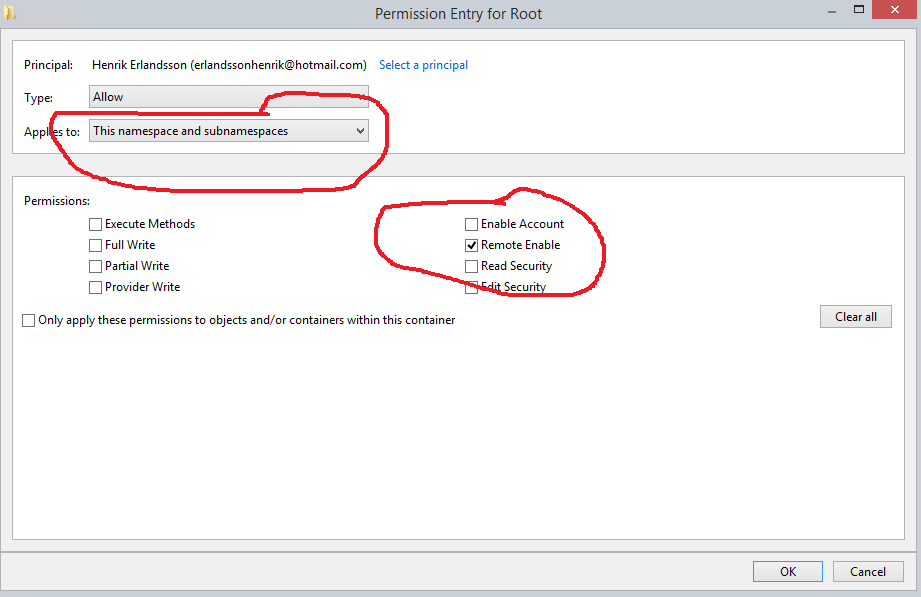 Permission Entry for Root
Principal: Henrik Erlandsson (erlandssonhenrik@hotmail.com) Select a principal
Type: Allow
Applies to: This namespace and subnamespaces
Permissions:
Execute Methods Enable Account
Full Write Remote Enable
Partial Write Read Security
Provider Write Edit Security
Only apply these permissions to objects and/or containers within this container
Clear all
OK Cancel